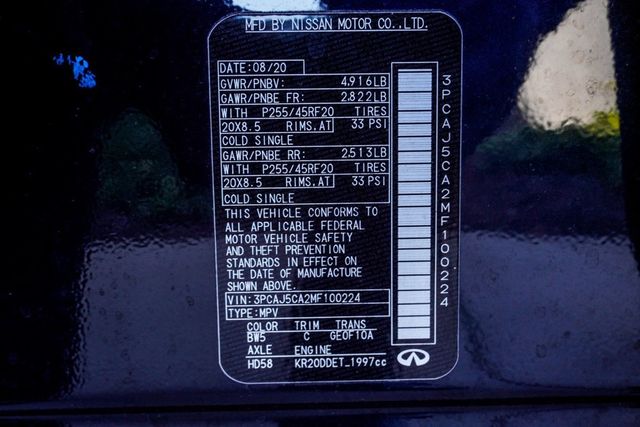 MFD BY NISSAN MOTOR CO.,LTD.
DATE: 08/20
GVWR/PNBV: 4,916LB
GAWR/PNBE FR: 2,822LB
WITH P255/45RF20 TIRES
20X8.5 RIMS.AT 33 PSI
COLD SINGLE
GAWR/PNBE RR: 2,513LB
WITH P255/45RF20 TIRES
20X8.5 RIMS.AT 33 PSI
COLD SINGLE
THIS VEHICLE CONFORMS TO
ALL APPLICABLE FEDERAL
MOTOR VEHICLE SAFETY
AND THEFT PREVENTION
STANDARDS IN EFFECT ON
THE DATE OF MANUFACTURE
SHOWN ABOVE.
VIN: 3PCAJ5CA2MF100224
TYPE: MPV
COLOR TRIM TRANS
BW5 C GE0F10A
AXLE ENGINE
HD58 KR20DDET_1997cc
3PCAJ5CA2MF100224